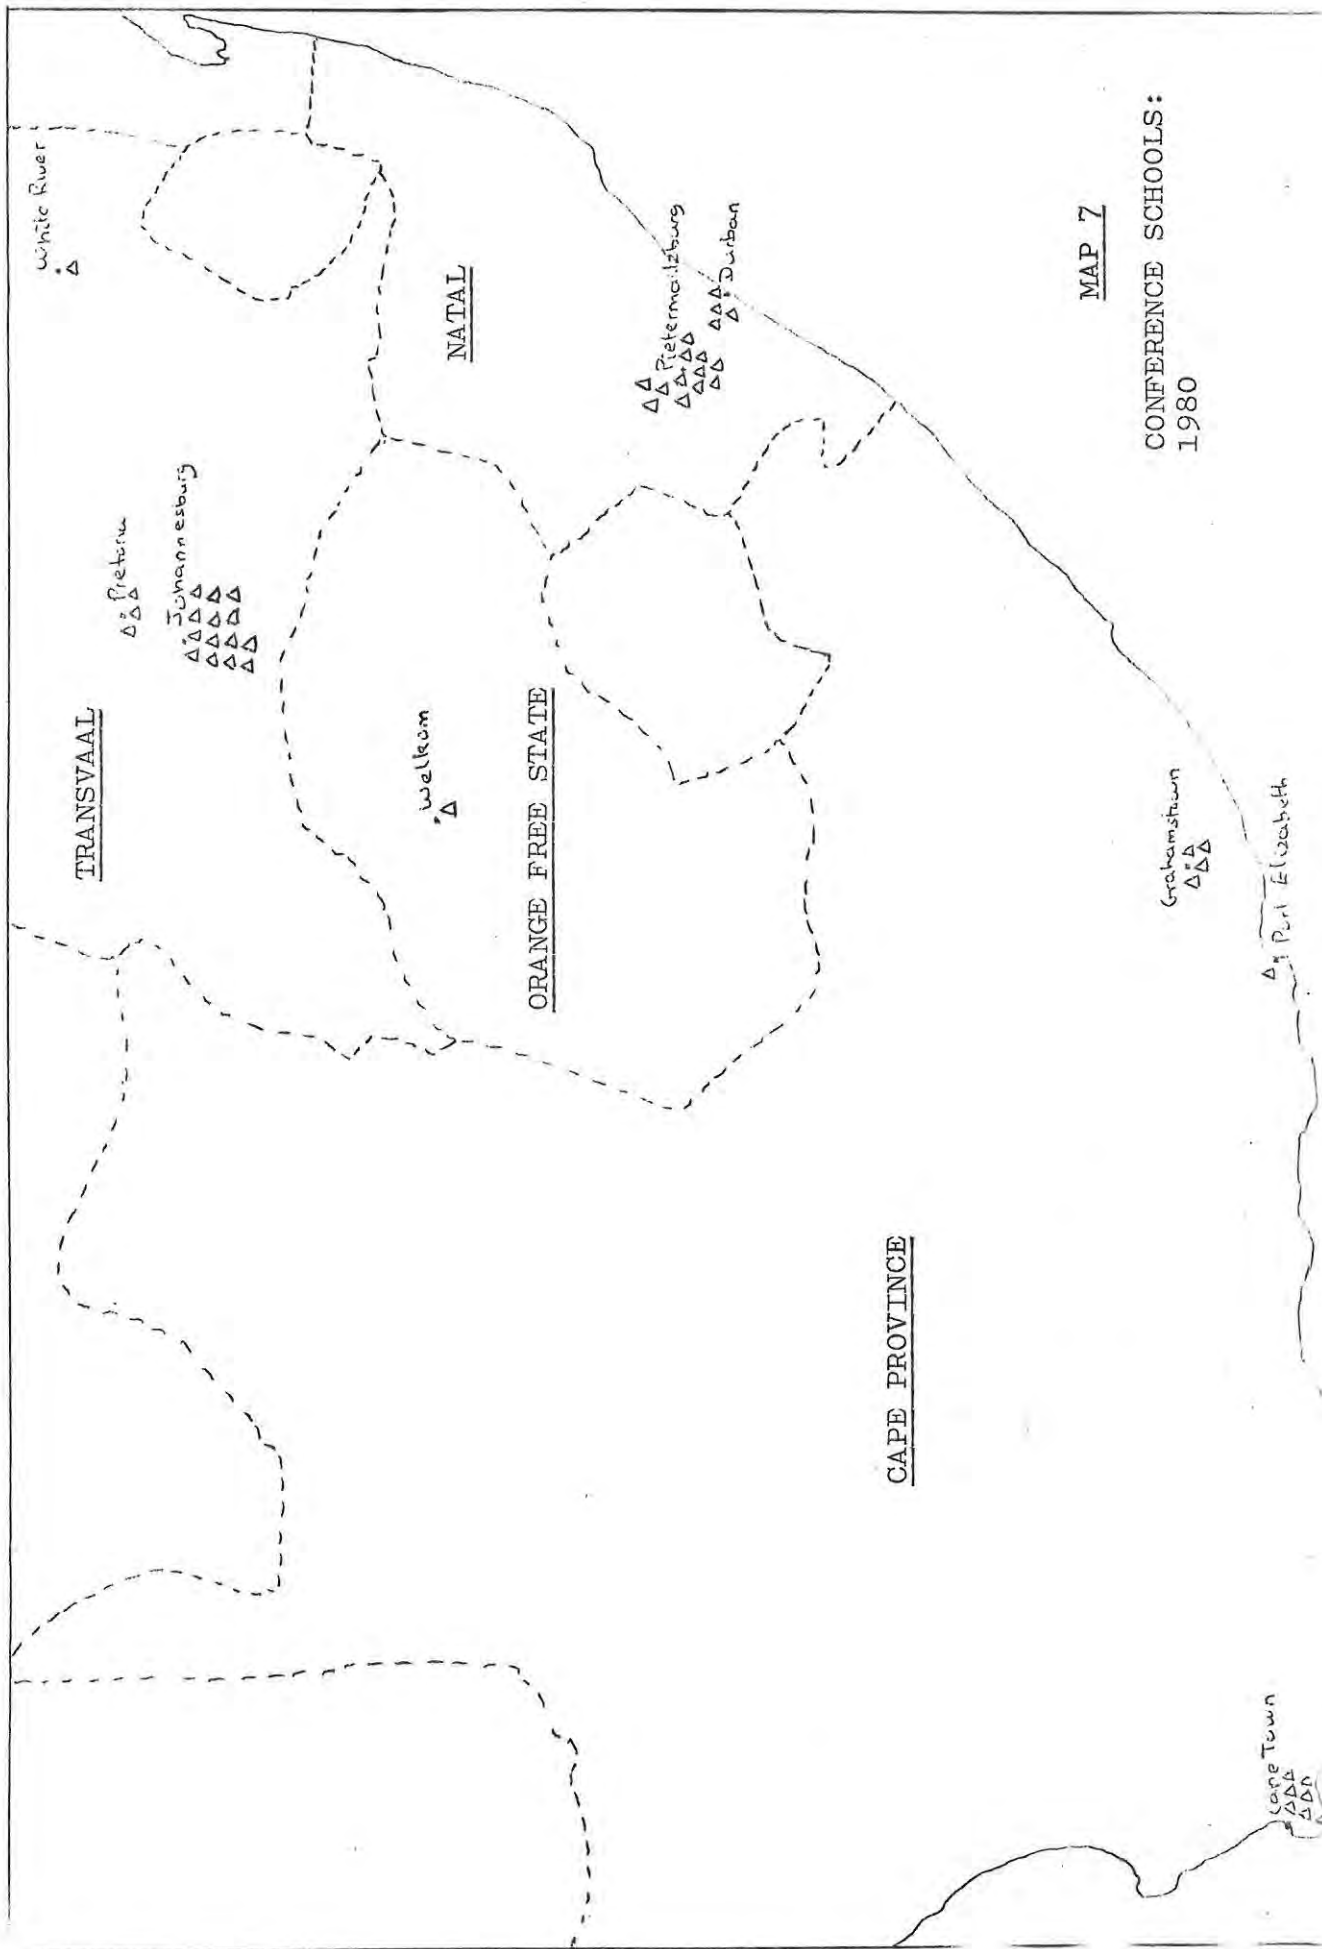 White River
TRANSVAAL
Pretoria
Johannesburg
NATAL
Welkom
ORANGE FREE STATE
Pietermaritzburg
Durban
CAPE PROVINCE
Grahamstown
Port Elizabeth
Cape Town
MAP 7
CONFERENCE SCHOOLS:
1980